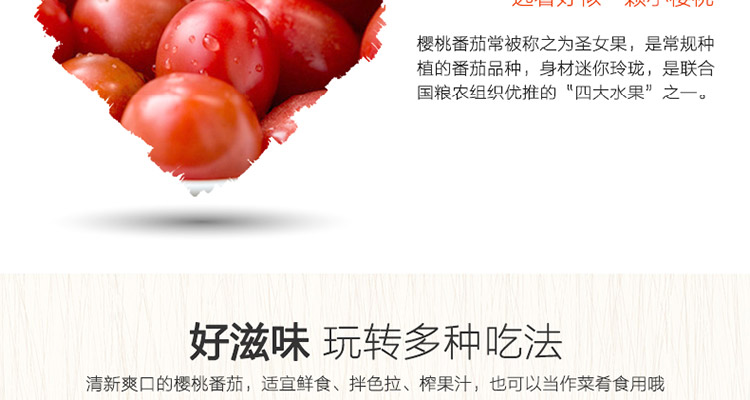 樱桃番茄常被称之为圣女果，是常规种
植的番茄品种，身材迷你玲珑，是联合
国粮农组织优推的“四大水果”之一。
好滋味 玩转多种吃法
清新爽口的樱桃番茄，适宜鲜食、拌色拉、榨果汁，也可以当作菜肴食用哦